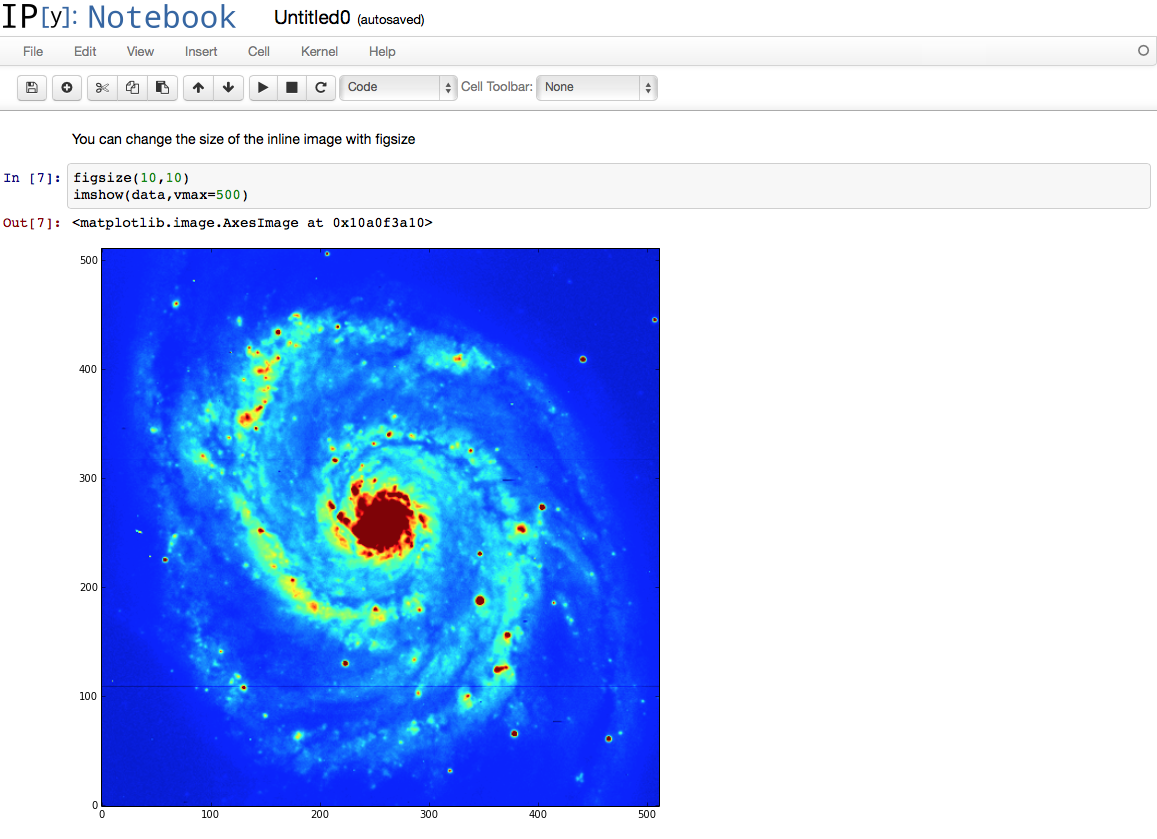 IP[y]: Notebook Untitled0 (autosaved)
File Edit View Insert Cell Kernel Help
Code Cell Toolbar: None
You can change the size of the inline image with figsize
In [7]: figsize(10,10)
imshow(data,vmax=500)
Out[7]: <matplotlib.image.AxesImage at 0x10a0f3a10>
500
400
300
200
100
0
0 100 200 300 400 500